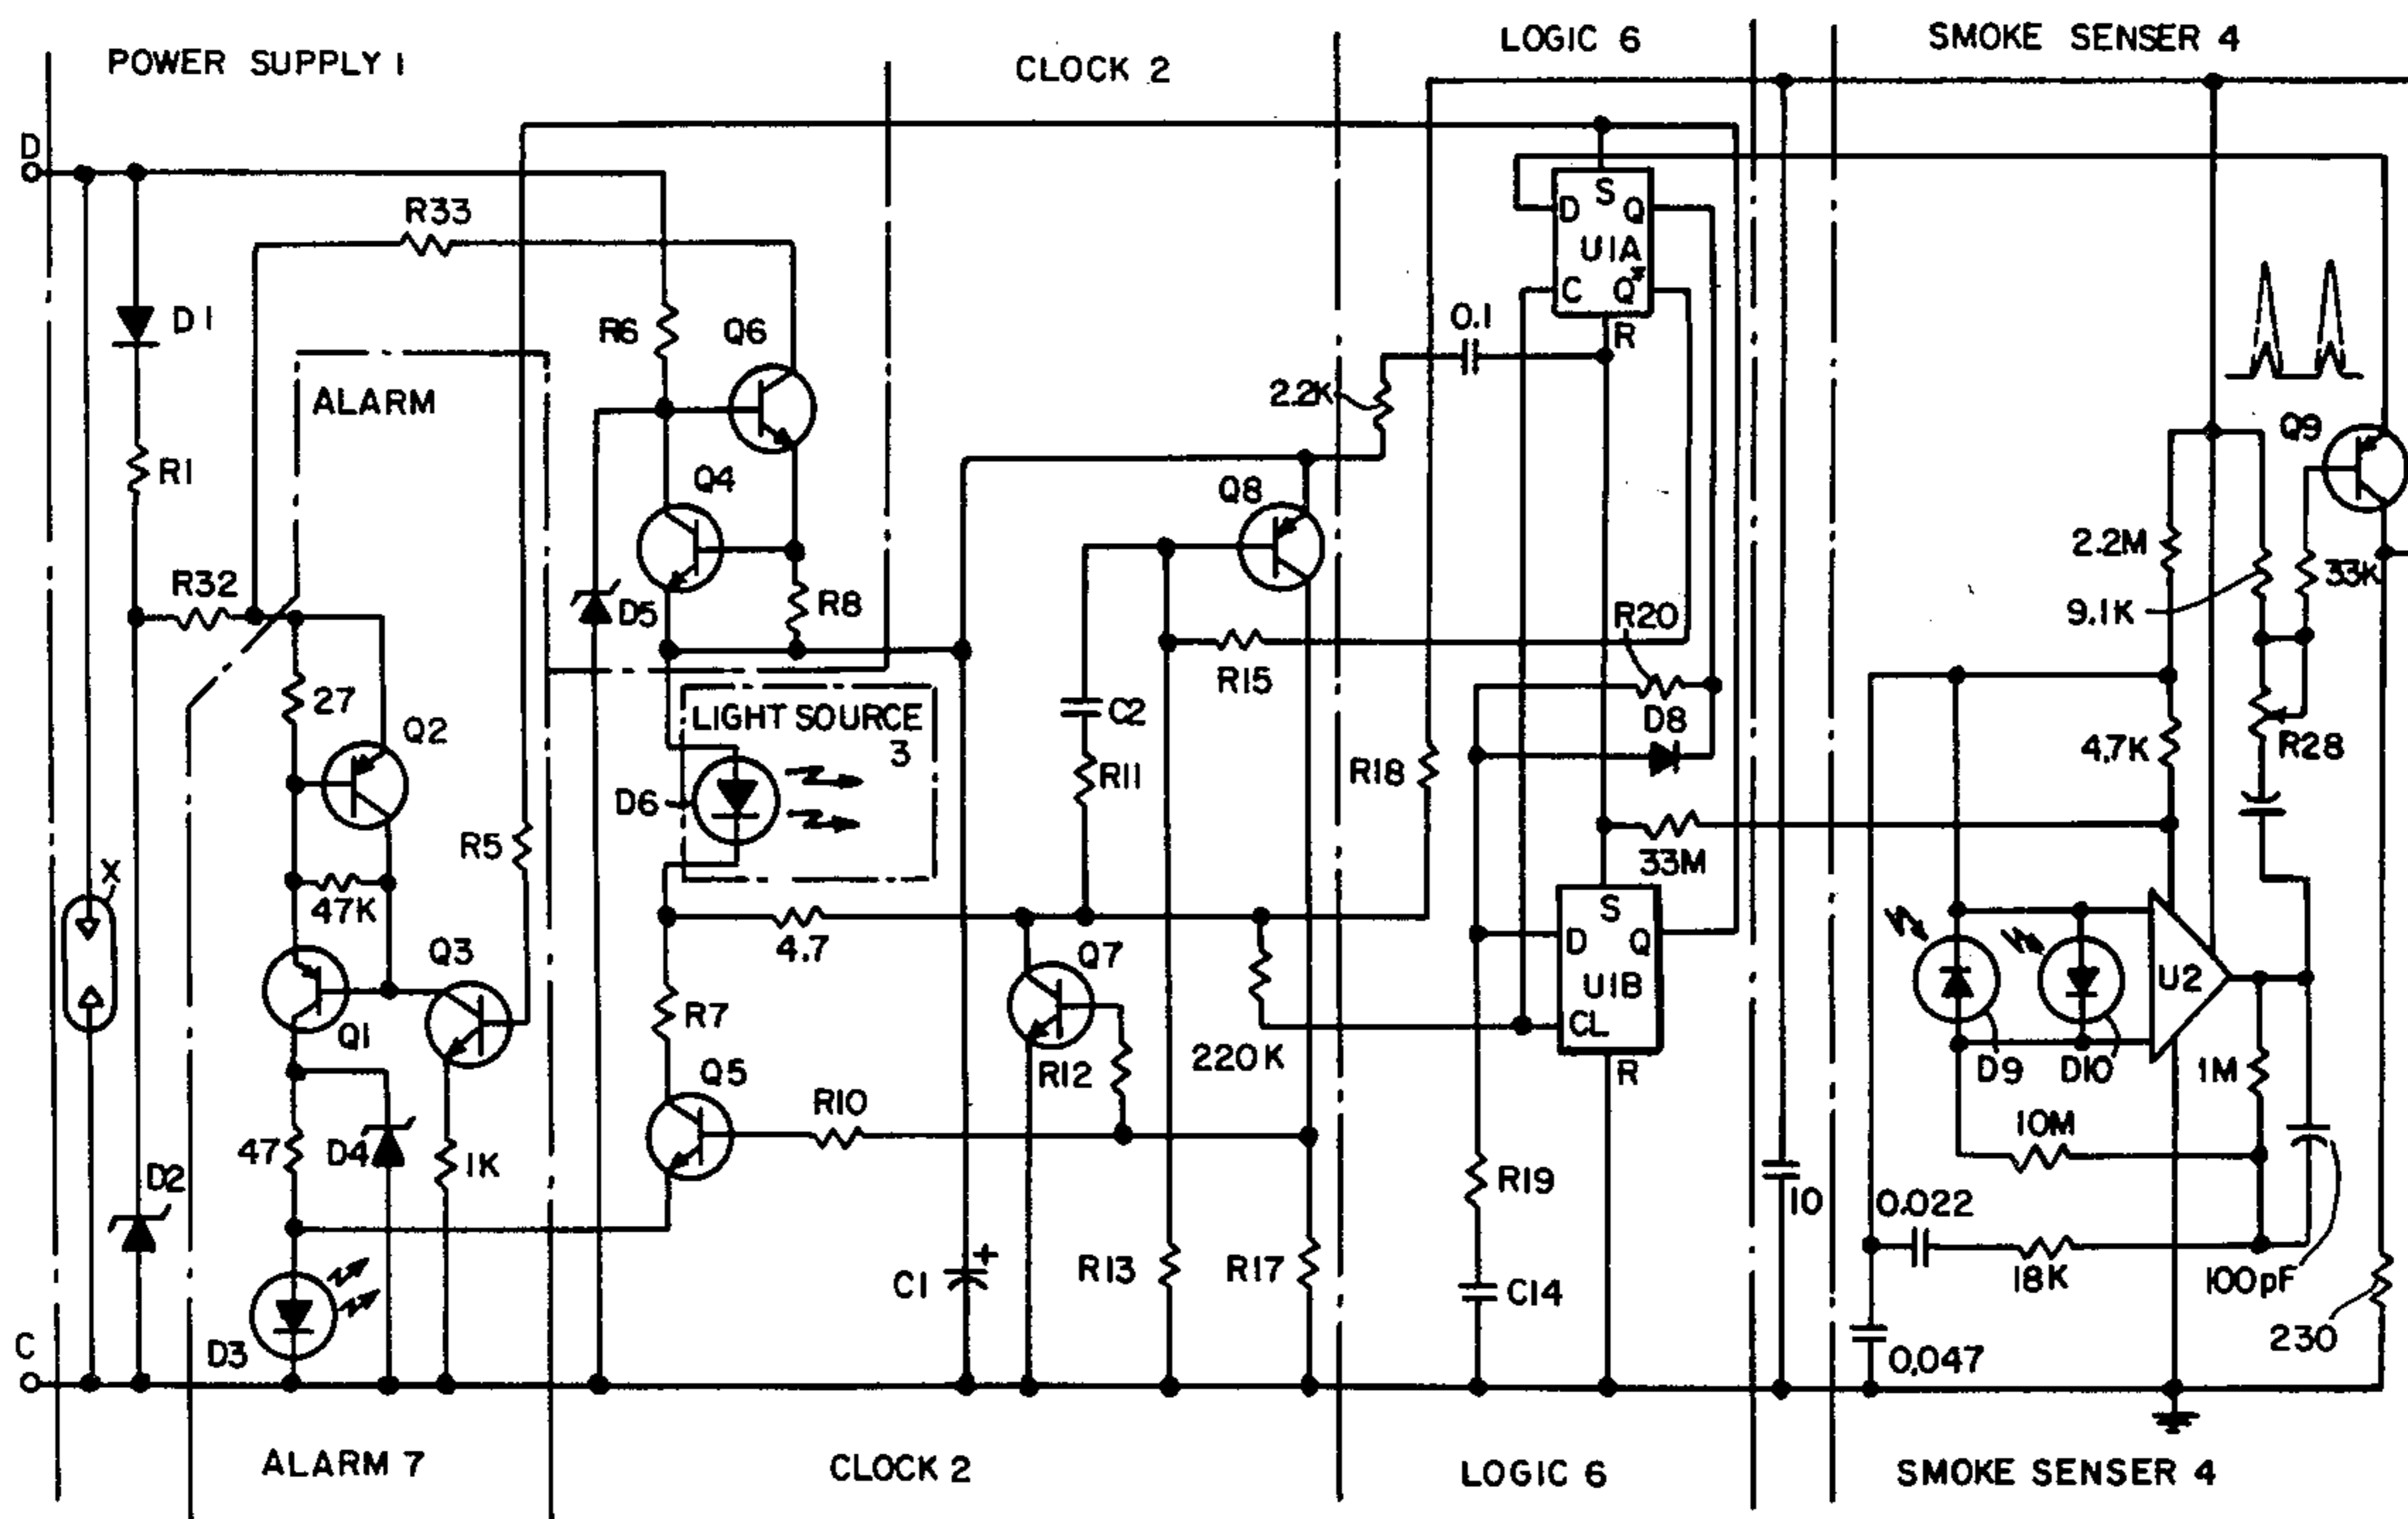 POWER SUPPLY 1
CLOCK 2
LOGIC 6
SMOKE SENSER 4
D
R33
S
D Q
U1A
C Q*
R
D1
R6
Q6
0.1
ALARM
2.2K
Q9
R1
Q4
Q8
2.2M
33K
R32
D5
R8
R20
9.1K
R15
27
LIGHT SOURCE
3
C2
D8
Q2
4.7K
R28
R11
R18
D6
R5
X
33M
47K
S
4.7
D Q
Q3
Q7
U1B
U2
R7
CL
Q1
220K
R12
R
D9
D10
1M
Q5
R10
10M
47
D4
1K
D2
R19
10
0.022
C1
+
R13
R17
C14
18K
100pF
C
D3
0.047
230
ALARM 7
CLOCK 2
LOGIC 6
SMOKE SENSER 4